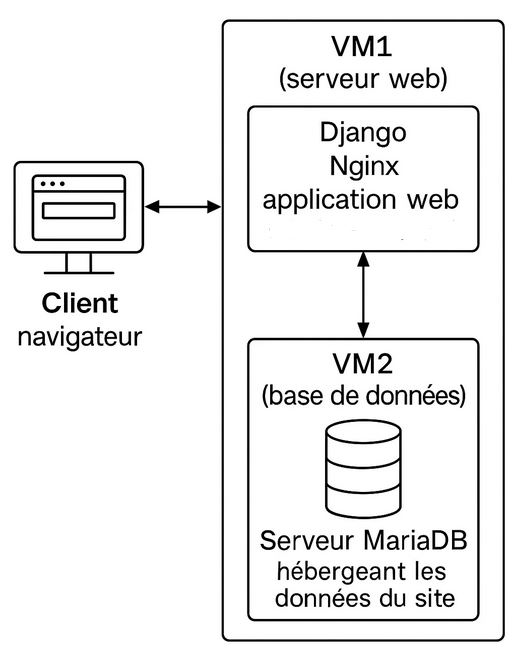 VM1
(serveur web)
Django
Nginx
application web
Client
navigateur
VM2
(base de données)
Serveur MariaDB
hébergeant les
données du site